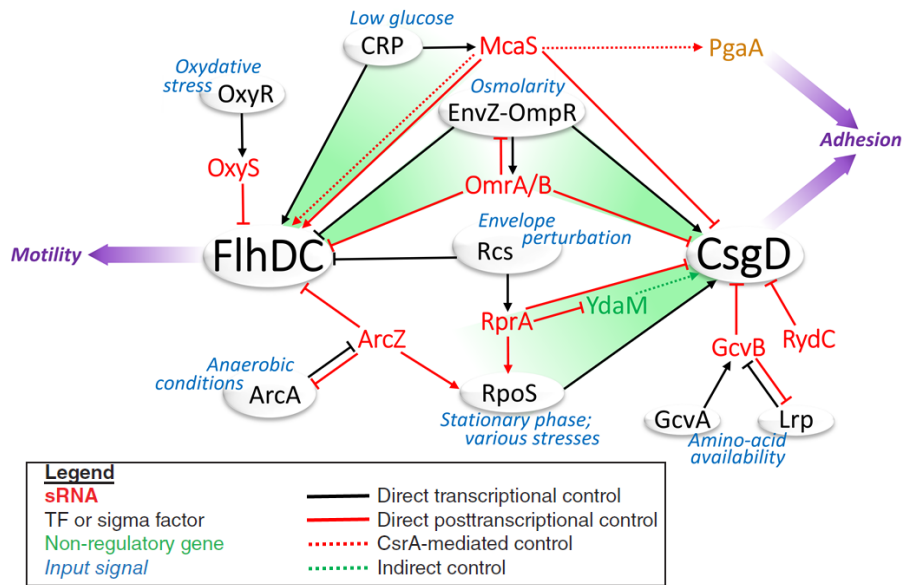 Low glucose
CRP
McaS
PgaA
Oxydative
stress
OxyR
Osmolarity
EnvZ-OmpR
Adhesion
OxyS
OmrA/B
Envelope
perturbation
Motility
FlhDC
Rcs
CsgD
YdaM
RprA
ArcZ
GcvB
RydC
Anaerobic
conditions
ArcA
RpoS
Stationary phase;
various stresses
GcvA
Lrp
Amino-acid
availability
Legend
sRNA
TF or sigma factor
Non-regulatory gene
Input signal
Direct transcriptional control
Direct posttranscriptional control
CsrA-mediated control
Indirect control